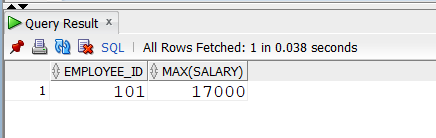 Query Result x
SQL | All Rows Fetched: 1 in 0.038 seconds
EMPLOYEE_ID MAX(SALARY)
1 101 17000